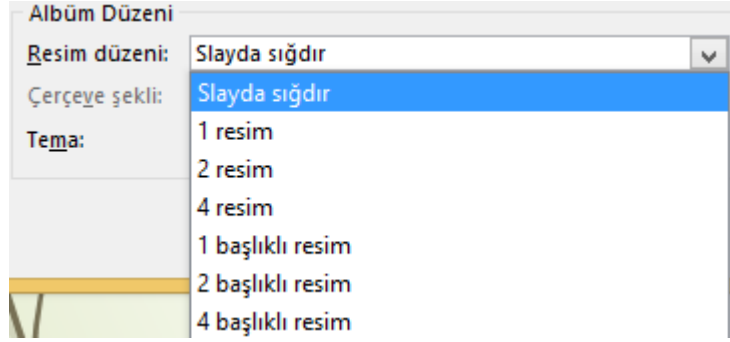 Albüm Düzeni
Resim düzeni: Slayda sığdır
Çerçeve şekli: Slayda sığdır
1 resim
Tema:
2 resim
4 resim
1 başlıklı resim
2 başlıklı resim
4 başlıklı resim